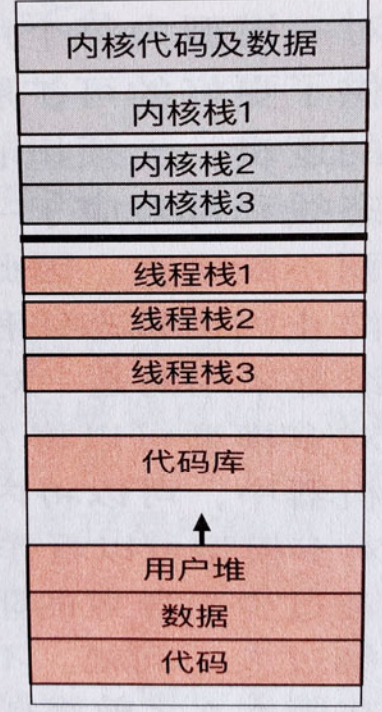 内核代码及数据
内核栈1
内核栈2
内核栈3
线程栈1
线程栈2
线程栈3
代码库
用户堆
数据
代码